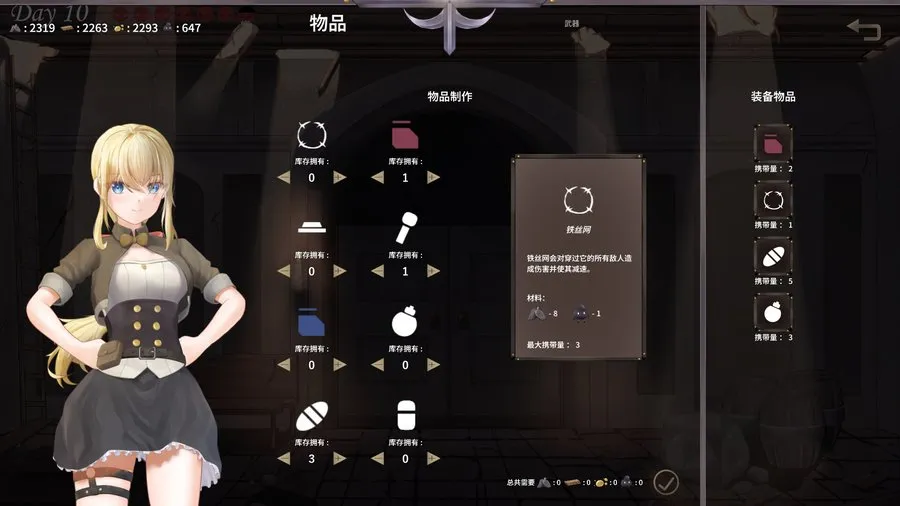 Day 10
: 2319 : 2263 : 2293 : 647
物品
武器
物品制作
装备物品
库存拥有 :
0
库存拥有 :
1
库存拥有 :
0
库存拥有 :
1
库存拥有 :
0
库存拥有 :
0
库存拥有 :
3
库存拥有 :
0
铁丝网
铁丝网会对穿过它的所有敌人造
成伤害并使其减速。
材料:
- 8 - 1
最大携带量 : 3
携带量 : 2
携带量 : 1
携带量 : 5
携带量 : 3
总共需要 : 0 : 0 : 0 : 0